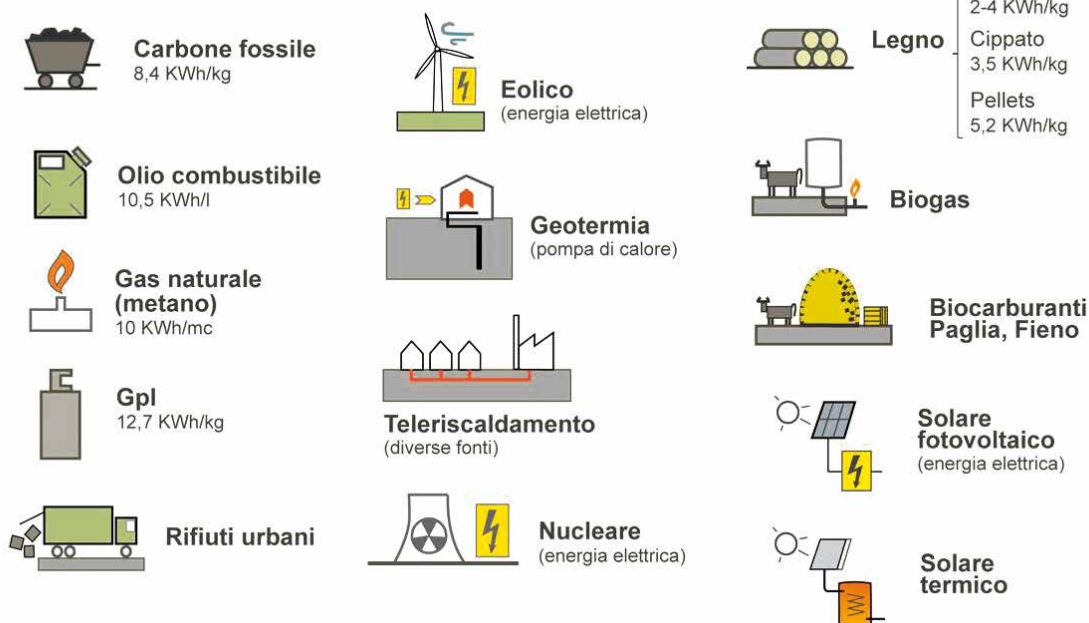 Carbone fossile
8,4 KWh/kg
Olio combustibile
10,5 KWh/l
Gas naturale
(metano)
10 KWh/mc
Gpl
12,7 KWh/kg
Rifiuti urbani
Eolico
(energia elettrica)
Geotermia
(pompa di calore)
Teleriscaldamento
(diverse fonti)
Nucleare
(energia elettrica)
Legno
2-4 KWh/kg
Cippato
3,5 KWh/kg
Pellets
5,2 KWh/kg
Biogas
Biocarburanti
Paglia, Fieno
Solare
fotovoltaico
(energia elettrica)
Solare
termico